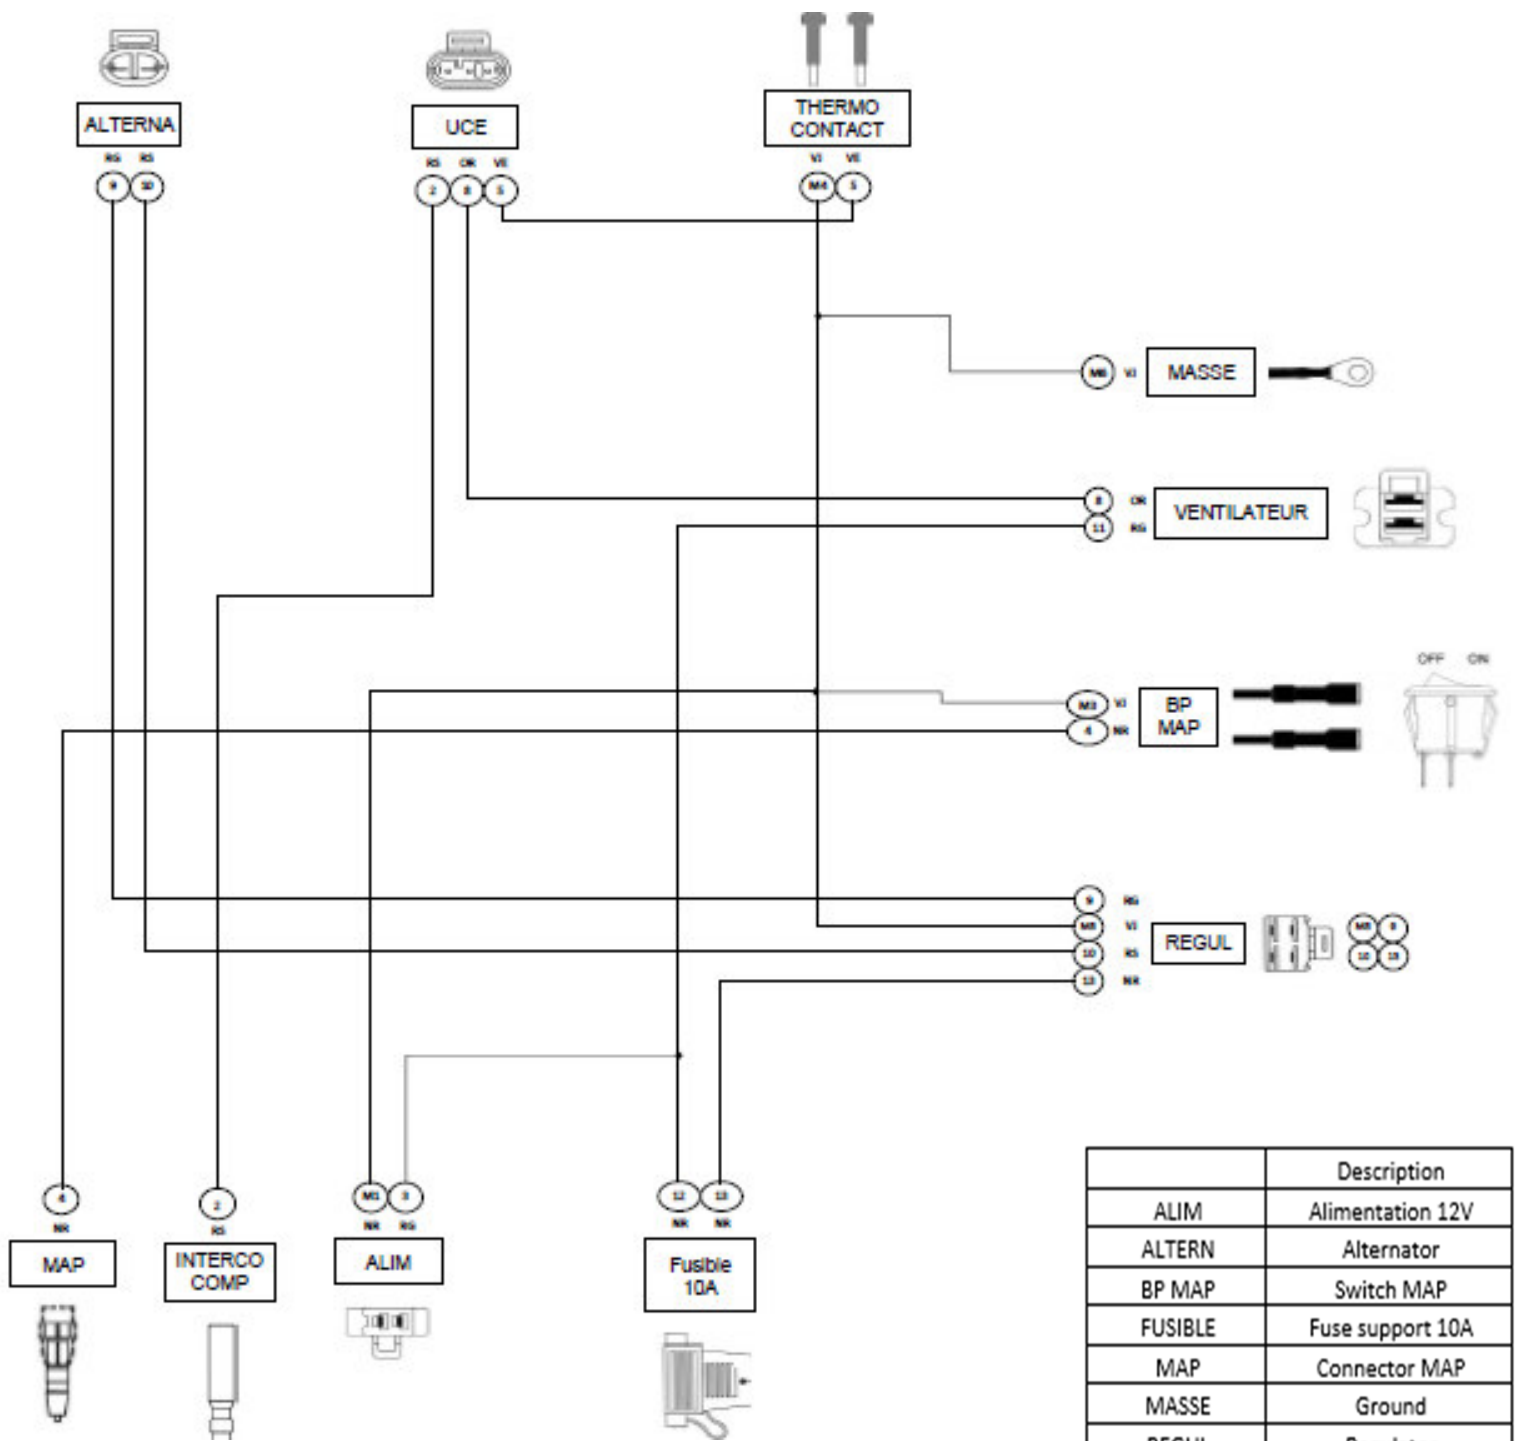 ALTERNA
RG RS
9 10
UCE
RS OR VE
2 8 5
THERMO
CONTACT
VJ VE
M4 5
M6 VJ MASSE
8 OR
11 RG
VENTILATEUR
OFF ON
M3 VJ
4 NR
BP
MAP
9 RG
M5 VJ
10 RS
13 NR
REGUL
M5 9
10 13
4
NR
MAP
2
RS
INTERCO
COMP
M1 3
NR RG
ALIM
12 13
NR NR
Fusible
10A
Description
ALIM Alimentation 12V
ALTERN Alternator
BP MAP Switch MAP
FUSIBLE Fuse support 10A
MAP Connector MAP
MASSE Ground